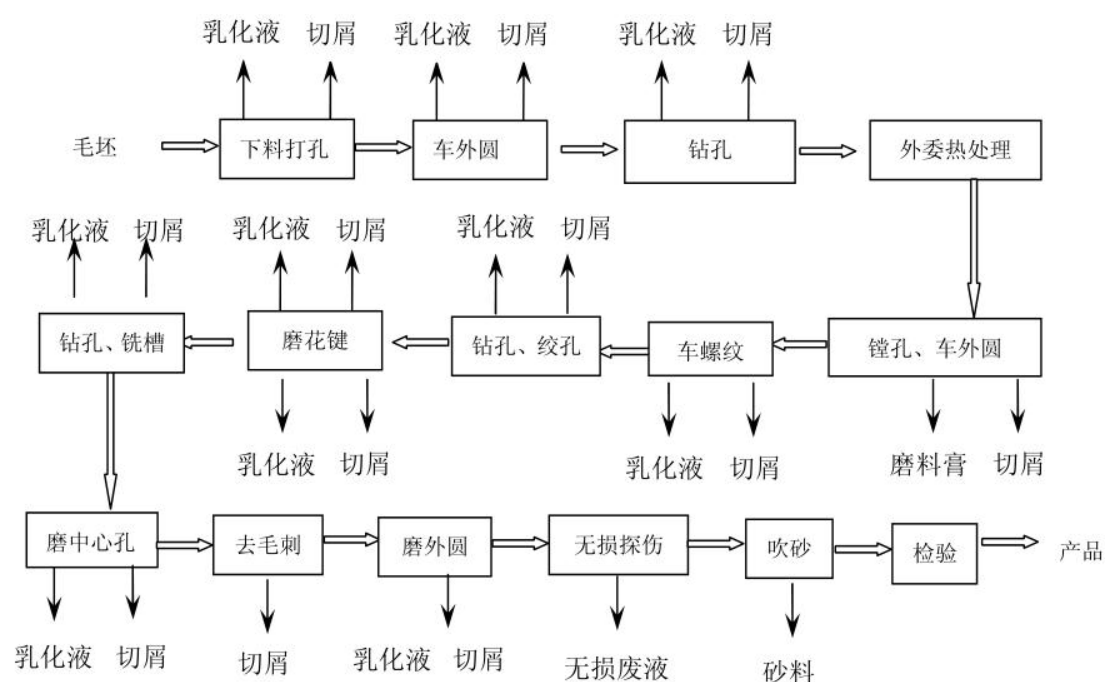 乳化液 切屑 乳化液 切屑 乳化液 切屑
毛坯 下料打孔 车外圆 钻孔 外委热处理
乳化液 切屑 乳化液 切屑 乳化液 切屑
钻孔、铣槽 磨花键 钻孔、绞孔 车螺纹 镗孔、车外圆
乳化液 切屑 乳化液 切屑 磨料膏 切屑
磨中心孔 去毛刺 磨外圆 无损探伤 吹砂 检验 产品
乳化液 切屑 切屑 乳化液 切屑 无损废液 砂料